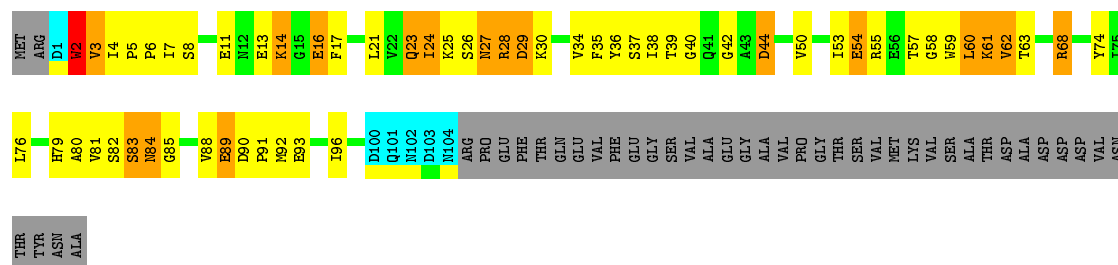 MET ARG D1 W2 V3 I4 P5 P6 I7 S8 E11 N12 E13 K14 G15 E16 F17 L21 V22 Q23 I24 K25 S26 N27 R28 D29 K30 V34 F35 Y36 S37 I38 T39 G40 Q41 G42 A43 D44 V50 I53 E54 R55 E56 T57 G58 W59 L60 K61 V62 T63 R68 Y74 I75
L76 H79 A80 V81 S82 S83 N84 G85 V88 E89 D90 P91 M92 E93 I96 D100 Q101 N102 D103 N104 ARG PRO GLU PHE THR GLN GLU VAL PHE GLU GLY SER VAL ALA GLU GLY ALA VAL PRO GLY THR SER VAL MET LYS VAL SER ALA THR ASP ALA ASP ASP ASP VAL ASN
THR TYR ASN ALA